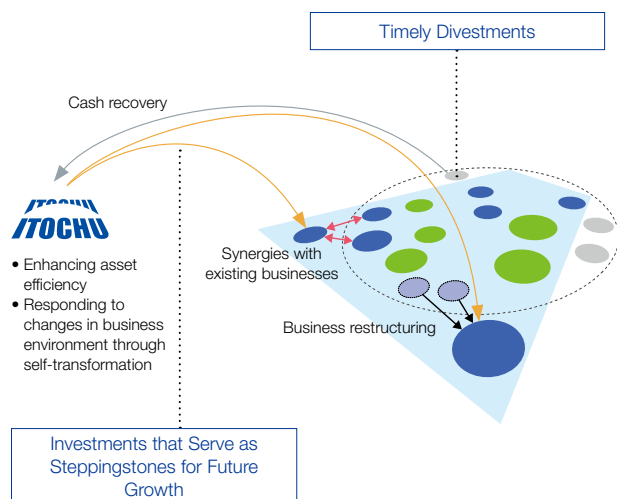 Timely Divestments
Cash recovery
ITOCHU
ITOCHU
• Enhancing asset
efficiency
• Responding to
changes in business
environment through
self-transformation
Synergies with
existing businesses
Business restructuring
Investments that Serve as
Steppingstones for Future
Growth